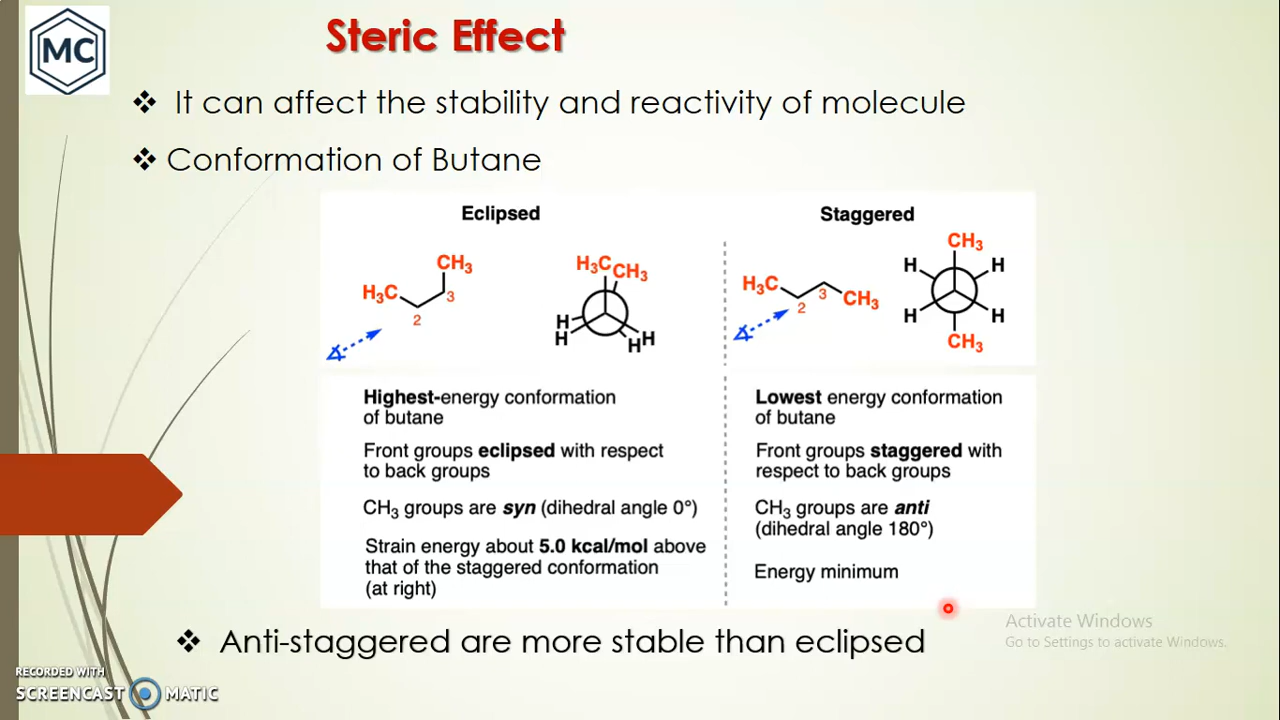 MC
Steric Effect
❖ It can affect the stability and reactivity of molecule
❖ Conformation of Butane
Eclipsed
CH₃
H₃C
3
2
H₃C
CH₃
H
H
H
H
Highest-energy conformation
of butane
Front groups eclipsed with respect
to back groups
CH₃ groups are syn (dihedral angle 0°)
Strain energy about 5.0 kcal/mol above
that of the staggered conformation
(at right)
Staggered
H₃C
3
2
CH₃
CH₃
H
H
H
H
CH₃
Lowest energy conformation
of butane
Front groups staggered with
respect to back groups
CH₃ groups are anti
(dihedral angle 180°)
Energy minimum
❖ Anti-staggered are more stable than eclipsed
Activate Windows
Go to Settings to activate Windows.
RECORDED WITH
SCREENCAST MATIC